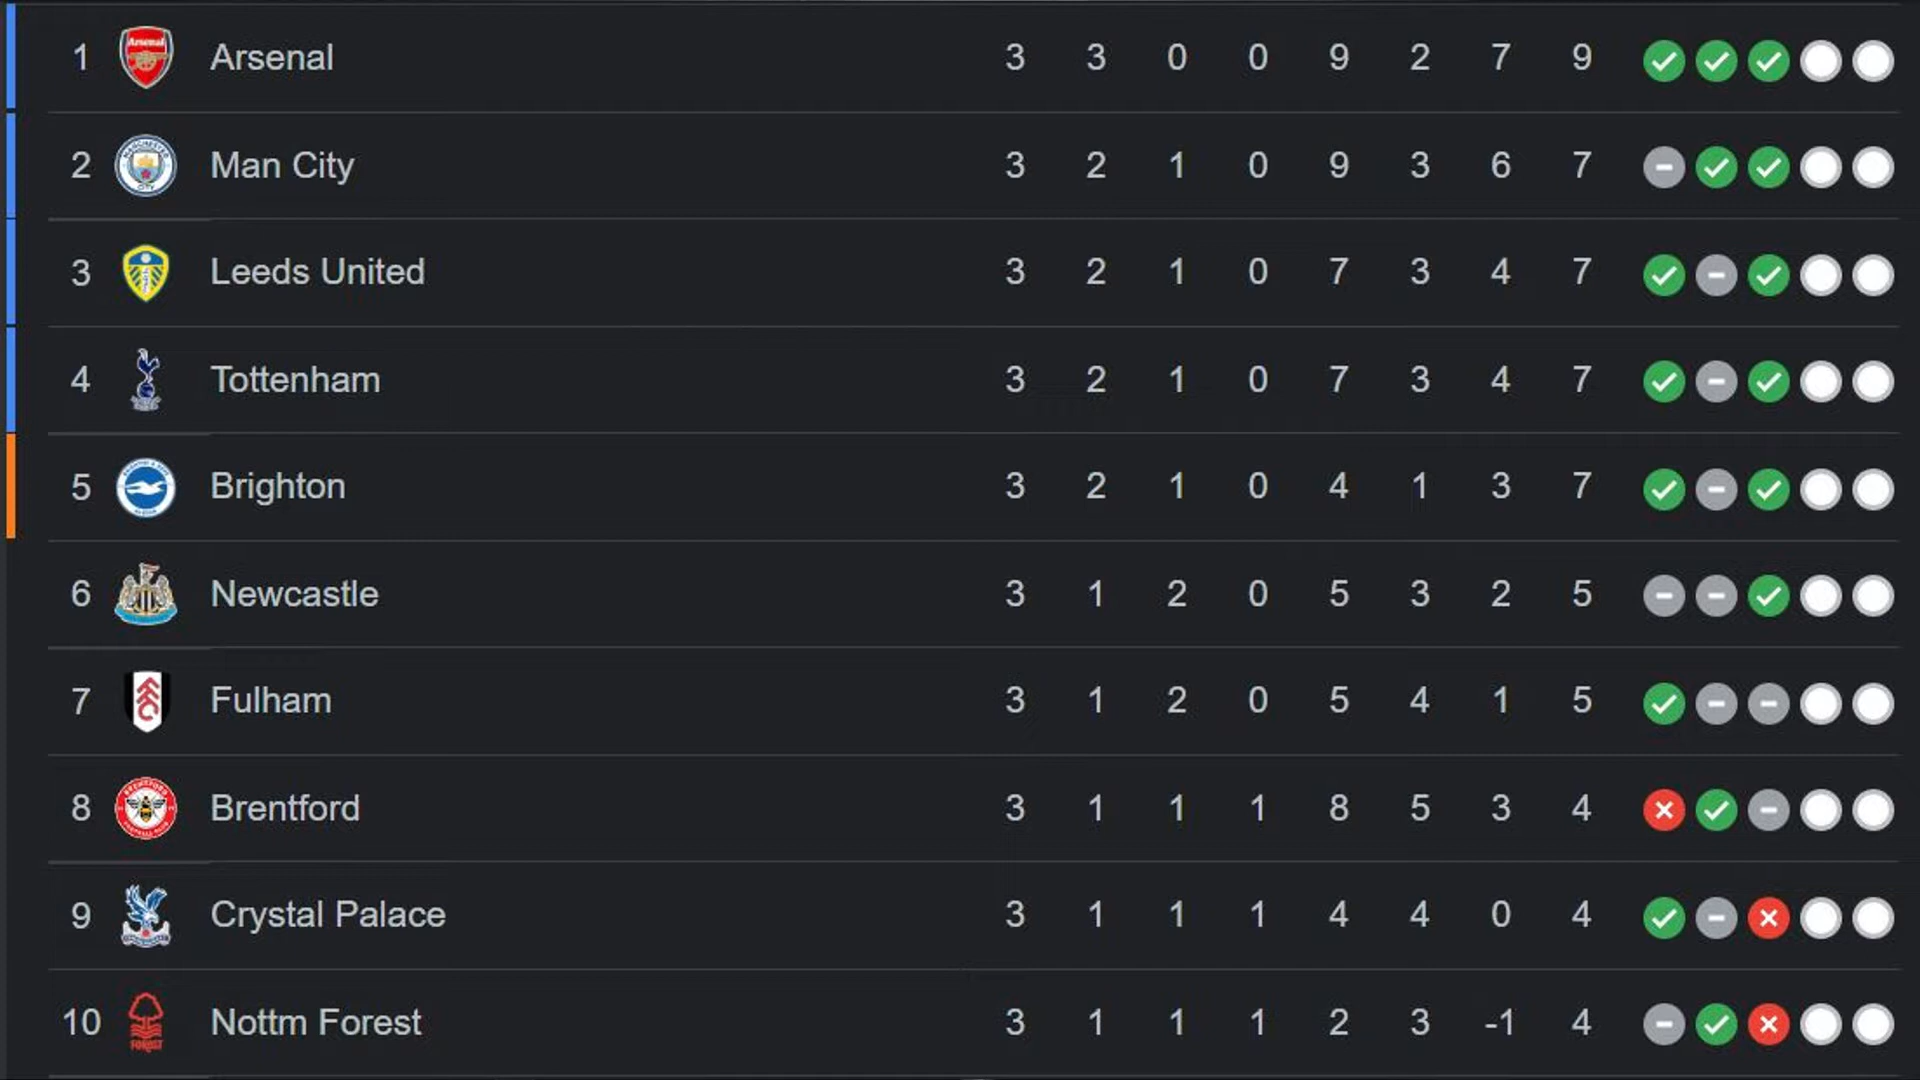 1 Arsenal 3 3 0 0 9 2 7 9
2 Man City 3 2 1 0 9 3 6 7
3 Leeds United 3 2 1 0 7 3 4 7
4 Tottenham 3 2 1 0 7 3 4 7
5 Brighton 3 2 1 0 4 1 3 7
6 Newcastle 3 1 2 0 5 3 2 5
7 Fulham 3 1 2 0 5 4 1 5
8 Brentford 3 1 1 1 8 5 3 4
9 Crystal Palace 3 1 1 1 4 4 0 4
10 Nottm Forest 3 1 1 1 2 3 -1 4